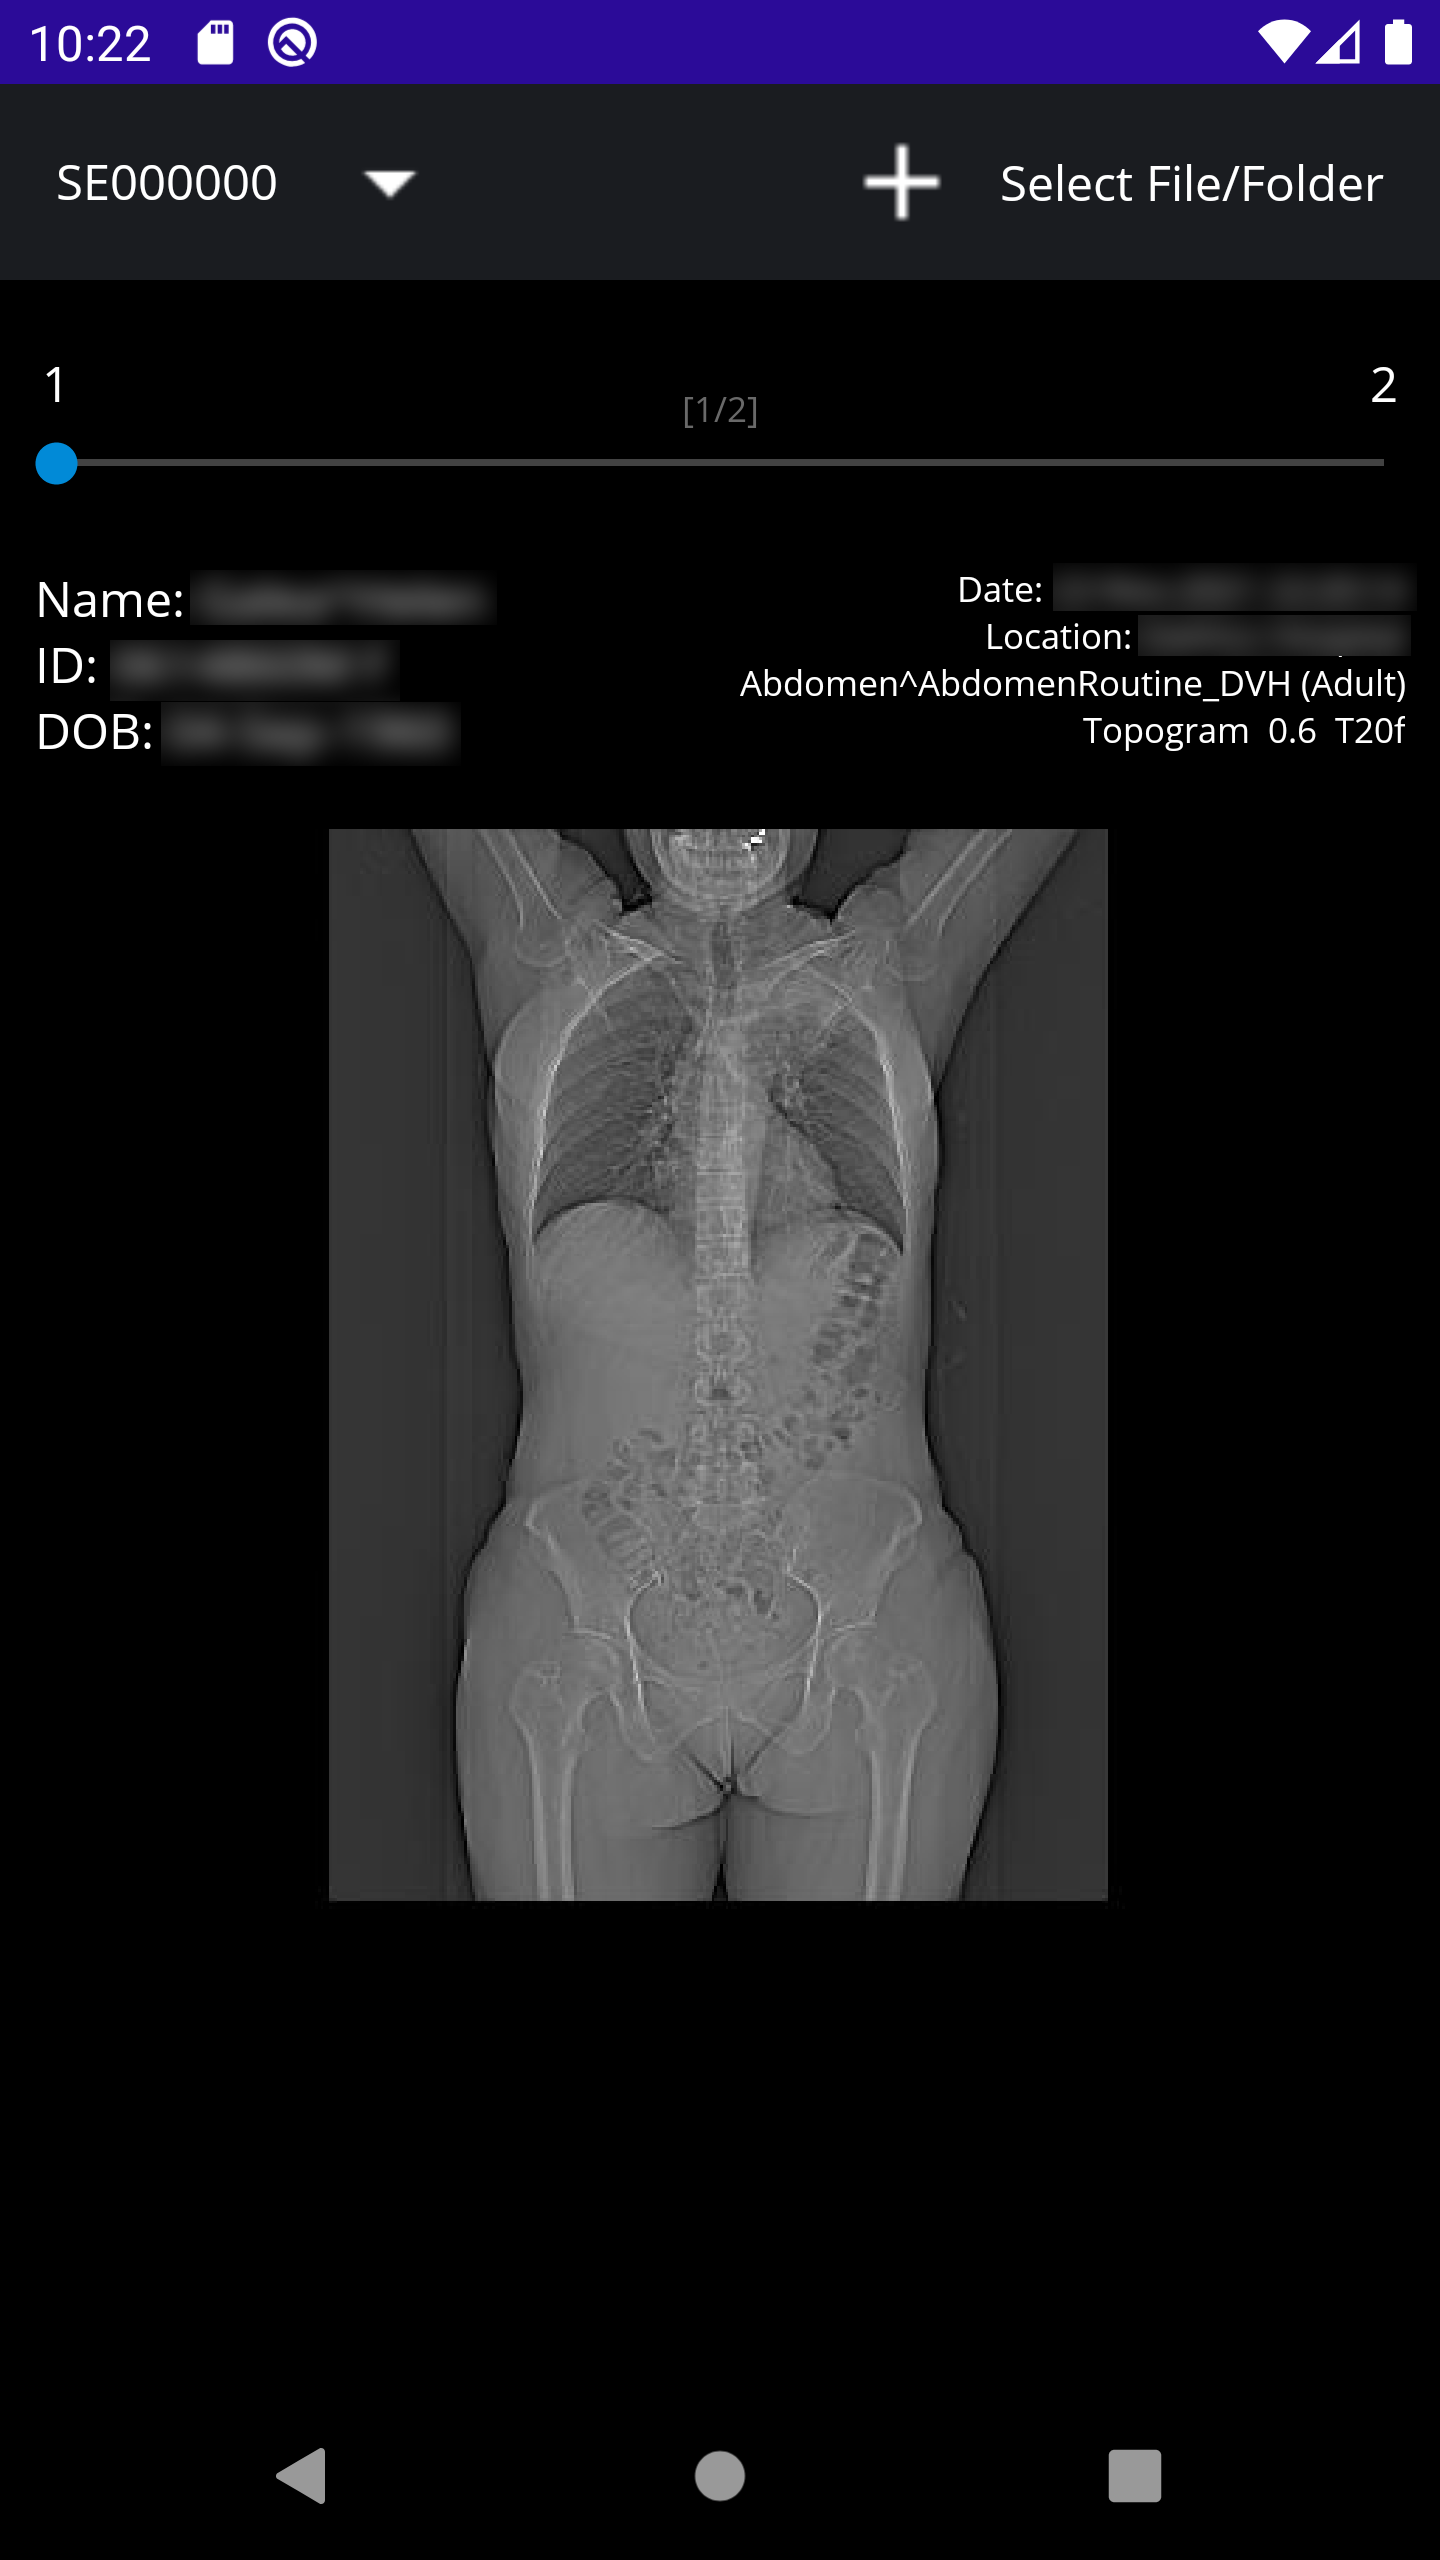 10:22
SE000000
Select File/Folder
1
2
[1/2]
Name:
ID:
DOB:
Date:
Location:
Abdomen^AbdomenRoutine_DVH (Adult)
Topogram 0.6 T20f